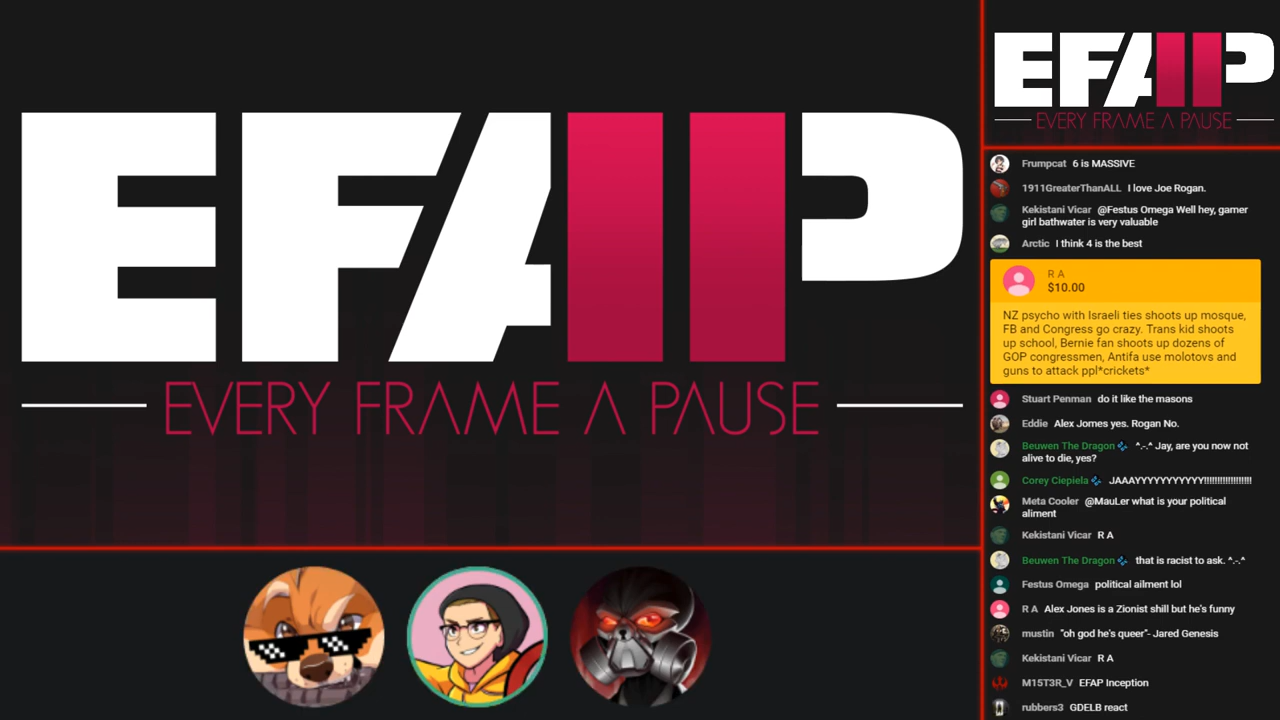 EFAP
EVERY FRAME A PAUSE
EFAP
EVERY FRAME A PAUSE
Frumpcat 6 is MASSIVE
1911GreaterThanALL I love Joe Rogan.
Kekistani Vicar @Festus Omega Well hey, gamer
girl bathwater is very valuable
Arctic I think 4 is the best
R A
$10.00
NZ psycho with Israeli ties shoots up mosque,
FB and Congress go crazy. Trans kid shoots
up school, Bernie fan shoots up dozens of
GOP congressmen, Antifa use molotovs and
guns to attack ppl*crickets*
Stuart Penman do it like the masons
Eddie Alex Jornes yes. Rogan No.
Beuwen The Dragon ^.-.^ Jay, are you now not
alive to die, yes?
Corey Ciepiela JAAAYYYYYYYYYYY!!!!!!!!!!!!!!!!!!
Meta Cooler @MauLer what is your political
aliment
Kekistani Vicar R A
Beuwen The Dragon that is racist to ask. ^.-.^
Festus Omega political ailment lol
R A Alex Jones is a Zionist shill but he's funny
mustin "oh god he's queer"- Jared Genesis
Kekistani Vicar R A
M15T3R_V EFAP Inception
rubbers3 GDELB react